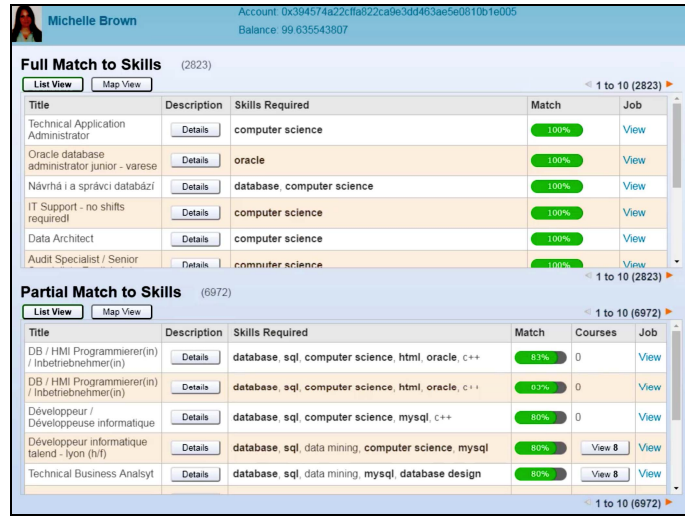 Michelle Brown
Account: 0x394574a22cffa822ca9e3dd463ae5e0810b1e005
Balance: 99.635543807
Full Match to Skills (2823)
List View Map View 1 to 10 (2823)
Title Description Skills Required Match Job
Technical Application
Administrator Details computer science 100% View
Oracle database
administrator junior - varese Details oracle 100% View
Návrhá i a správci databází Details database, computer science 100% View
IT Support - no shifts
required! Details computer science 100% View
Data Architect Details computer science 100% View
Audit Specialist / Senior
Details computer science 100% View
1 to 10 (2823)
Partial Match to Skills (6972)
List View Map View 1 to 10 (6972)
Title Description Skills Required Match Courses Job
DB / HMI Programmierer(in)
/ Inbetriebnehmer(in) Details database, sql, computer science, html, oracle, c++ 83% 0 View
DB / HMI Programmierer(in)
/ Inbetriebnehmer(in) Details database, sql, computer science, html, oracle, c++ 83% 0 View
Développeur /
Développeuse informatique Details database, sql, computer science, mysql, c++ 80% 0 View
Développeur informatique
talend - lyon (h/f) Details database, sql, data mining, computer science, mysql 80% View 8 View
Technical Business Analsyt Details database, sql, data mining, mysql, database design 80% View 8 View
1 to 10 (6972)